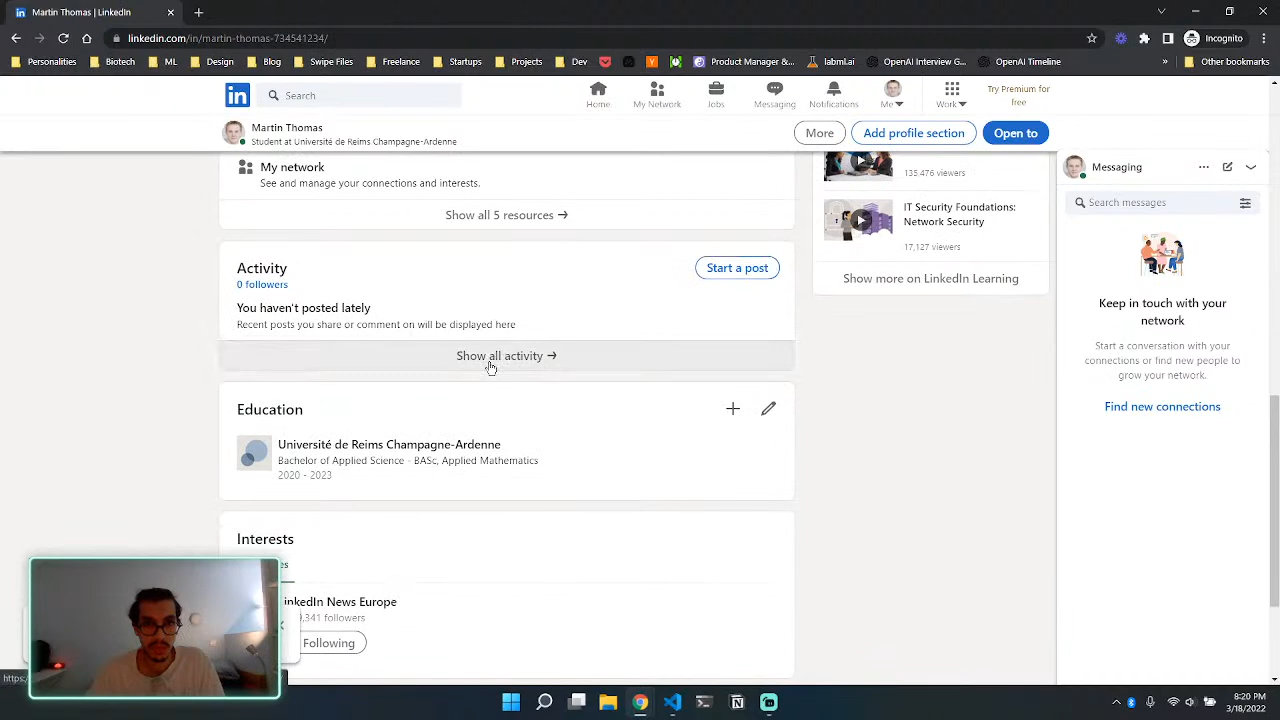 Martin Thomas | LinkedIn
linkedin.com/in/martin-thomas-734541234/
Incognito
Personalities
Biotech
ML
Design
Blog
Swipe Files
Finance
Startups
Projects
Dev
Product Manager &...
IdamLai
OpenAI Interactive G...
OpenAI Timeline
»
Other bookmarks
in
Search
Home
My Network
Jobs
Messaging
Notifications
Me
Work
Try Premium for
free
Martin Thomas
Student at Université de Reims Champagne-Ardenne
More
Add profile section
Open to
My network
See and manage your connections and interests.
Show all 5 resources →
Activity
0 followers
Start a post
You haven't posted lately
Recent posts you share or comment on will be displayed here
Show all activity →
Education
Université de Reims Champagne-Ardenne
Bachelor of Applied Science - BASc, Applied Mathematics
2020 - 2023
Interests
LinkedIn News Europe
,341 followers
Following
135,476 viewers
IT Security Foundations:
Network Security
17,127 viewers
Show more on LinkedIn Learning
Messaging
Search messages
Keep in touch with your
network
Start a conversation with your
connections or find new people to
grow your network.
Find new connections
https:
8:20 PM
3/18/2022